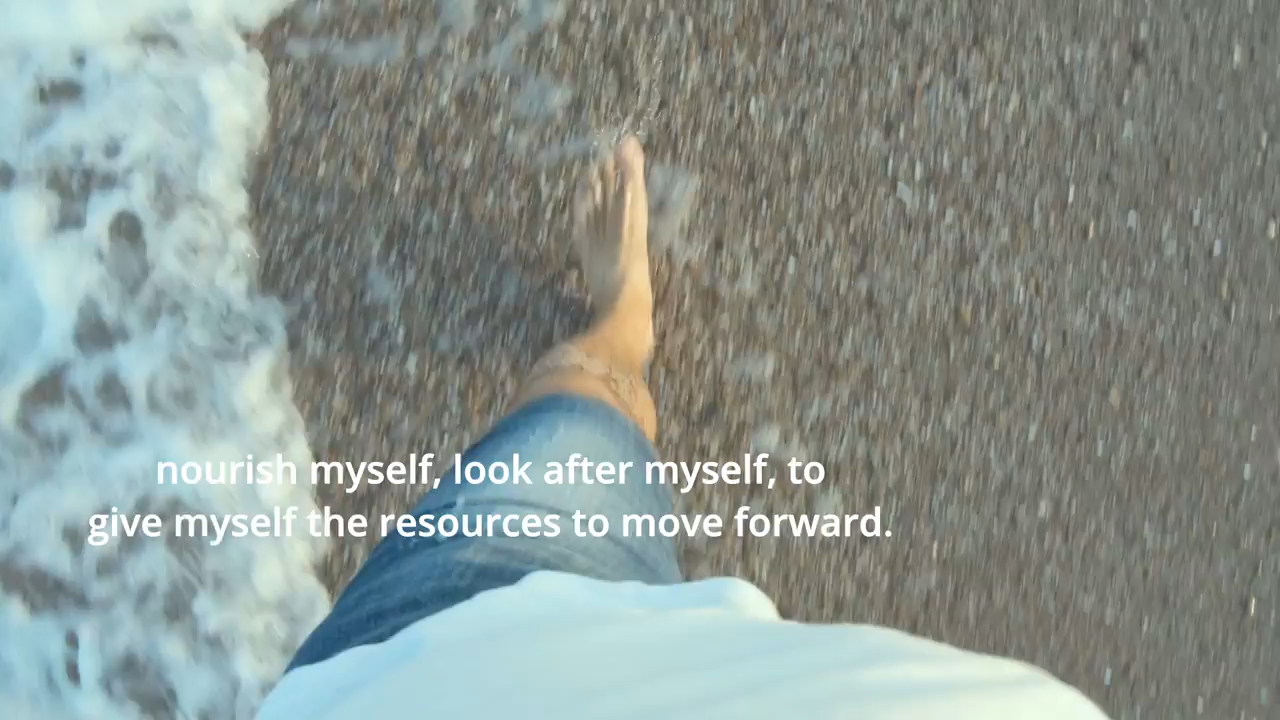 nourish myself, look after myself, to
give myself the resources to move forward.